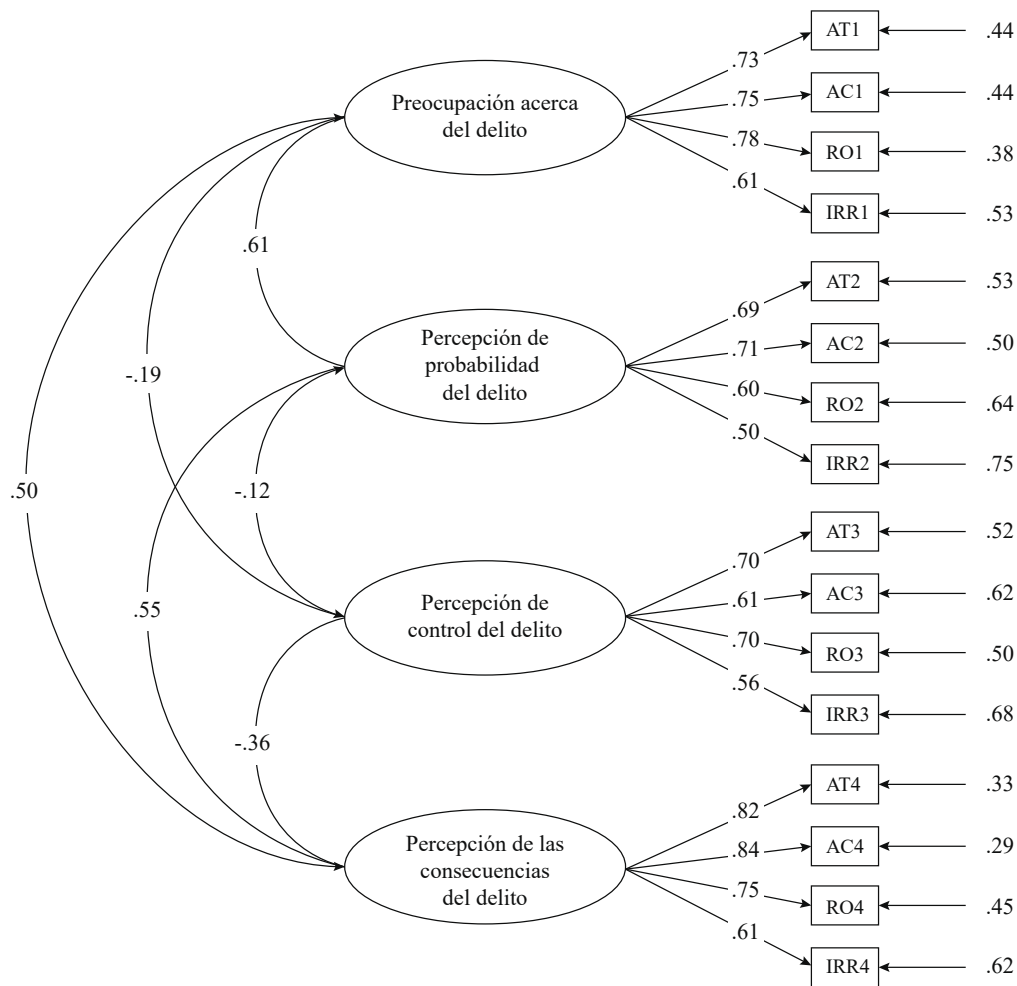 AT1
.44
.73
AC1
.44
.75
Preocupación acerca
del delito
.78
RO1
.38
.61
IRR1
.53
.61
AT2
.53
.69
AC2
.50
.71
Percepción de
probabilidad
del delito
.60
RO2
.64
-.19
.50
IRR2
.75
.50
-.12
AT3
.52
.70
AC3
.62
.61
.55
Percepción de
control del delito
.70
RO3
.50
.56
IRR3
.68
-.36
AT4
.33
.82
AC4
.29
.84
Percepción de las
consecuencias
del delito
.75
RO4
.45
.61
IRR4
.62